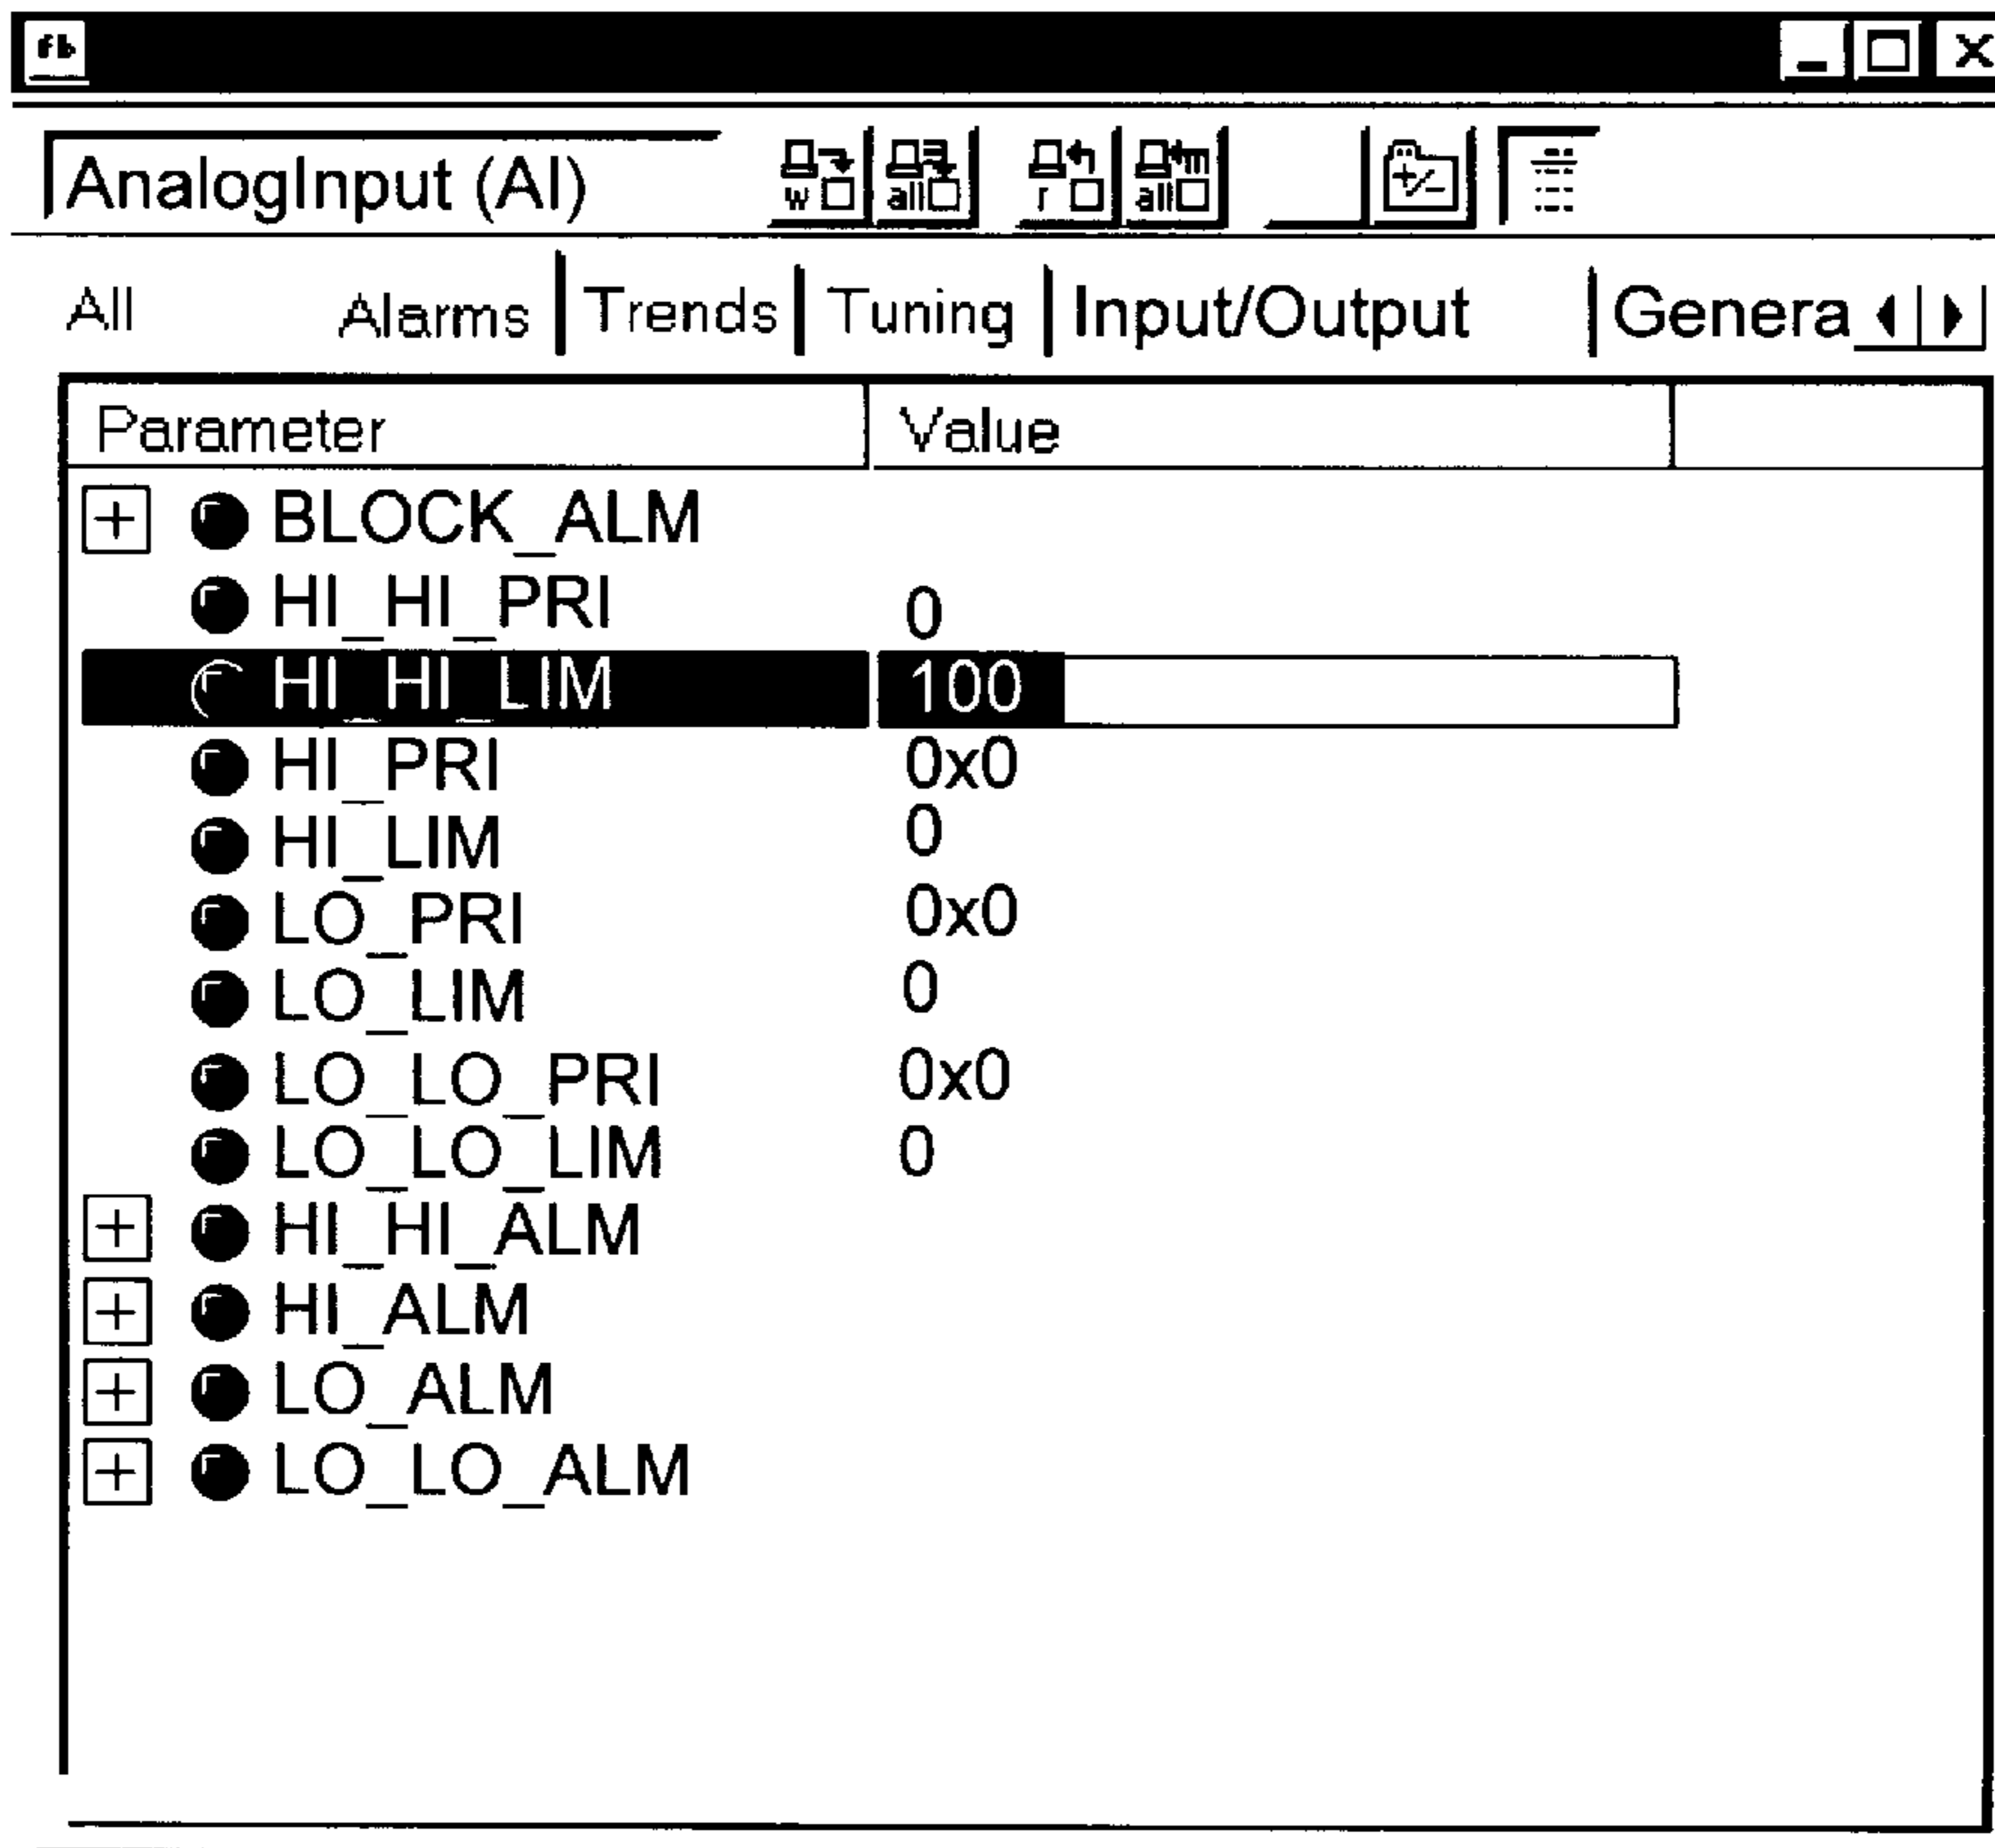 fb
AnalogInput (AI)
w all r all +/-
All Alarms Trends Tuning Input/Output Genera
Parameter Value
BLOCK_ALM
HI_HI_PRI 0
HI_HI_LIM 100
HI_PRI 0x0
HI_LIM 0
LO_PRI 0x0
LO_LIM 0
LO_LO_PRI 0x0
LO_LO_LIM 0
HI_HI_ALM
HI_ALM
LO_ALM
LO_LO_ALM